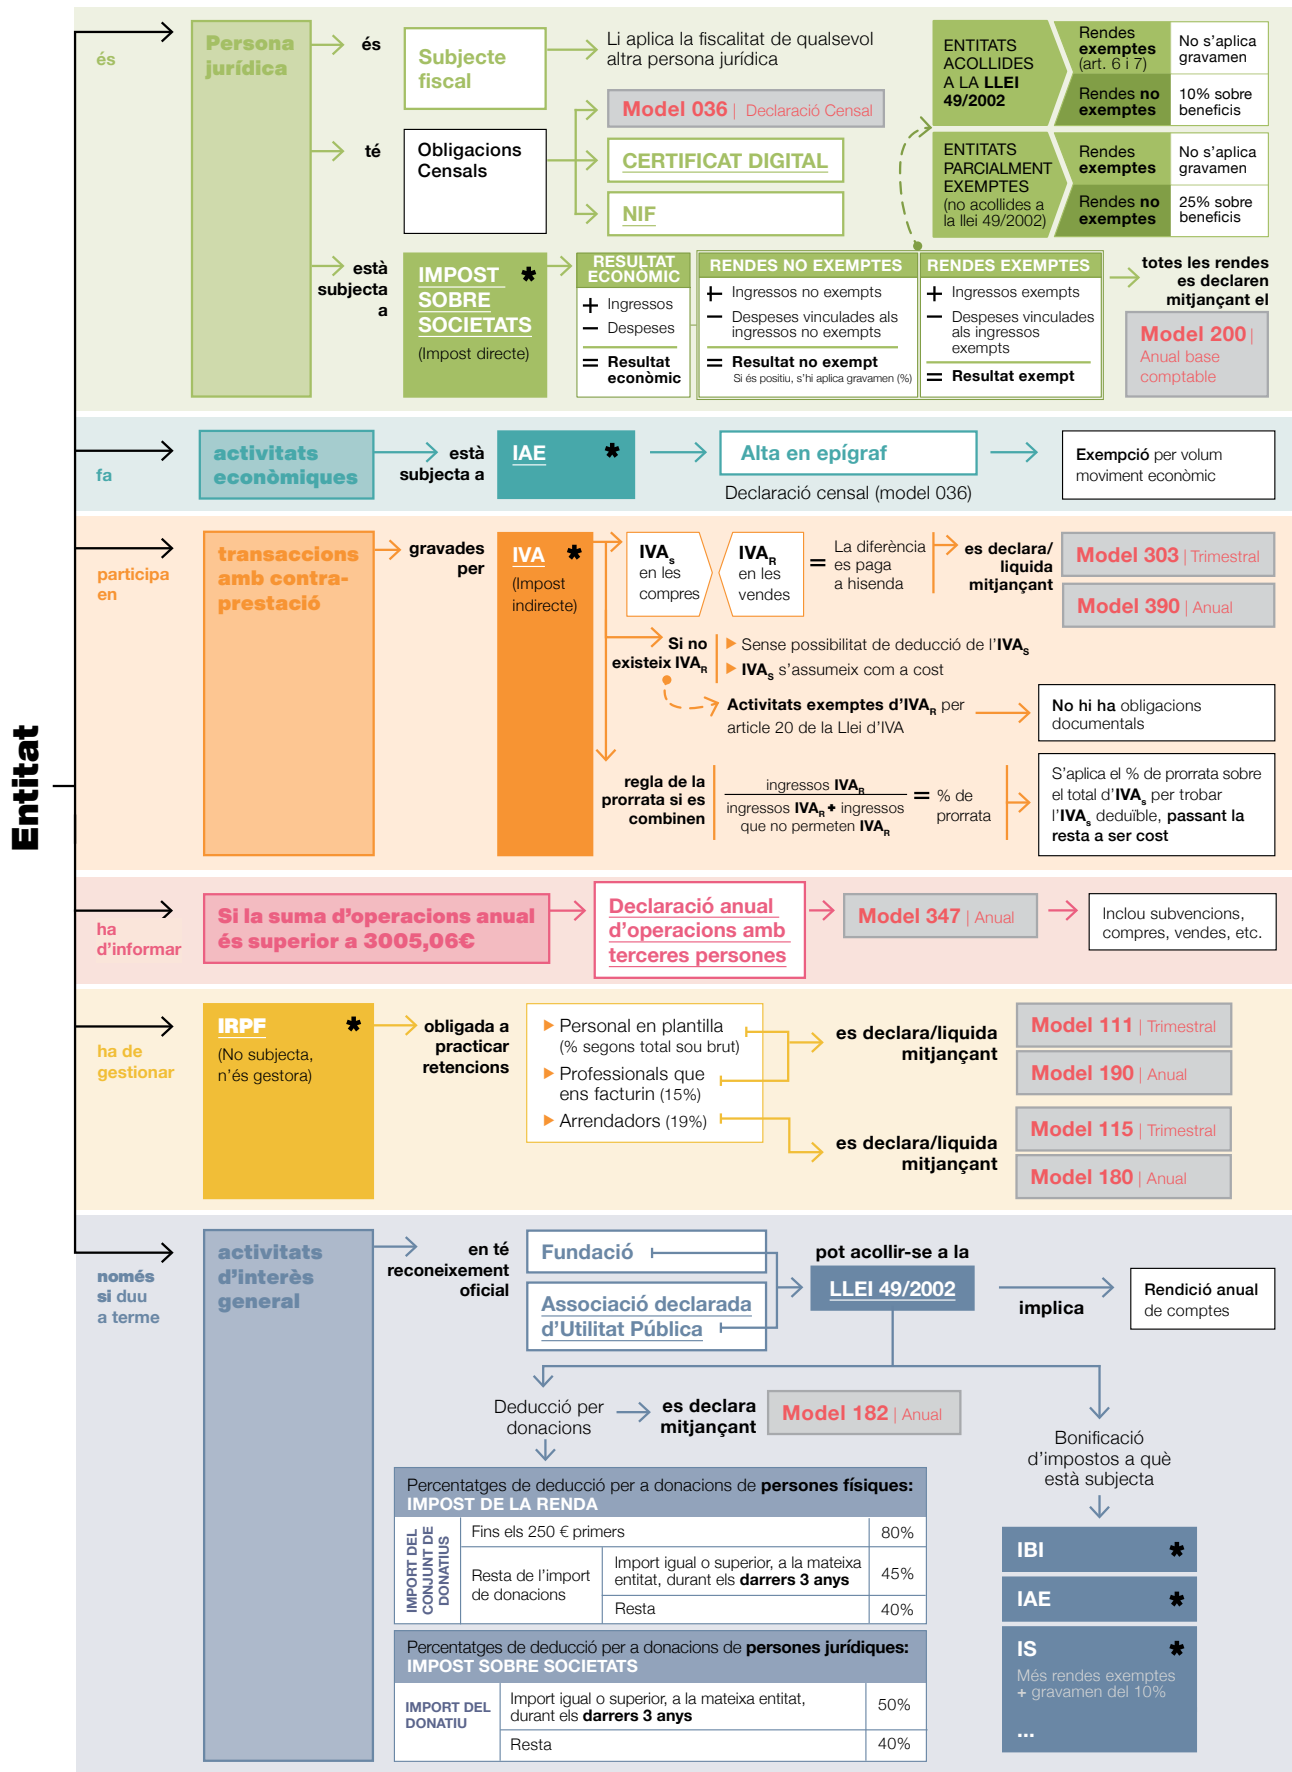 Entitat
és
Persona
jurídica
és
Subjecte
fiscal
Li aplica la fiscalitat de qualsevol
altra persona jurídica
té
Obligacions
Censals
Model 036 | Declaració Censal
CERTIFICAT DIGITAL
NIF
ENTITATS
ACOLLIDES
A LA LLEI
49/2002
Rendes
exemptes
(art. 6 i 7)
No s'aplica
gravamen
Rendes no
exemptes
10% sobre
beneficis
ENTITATS
PARCIALMENT
EXEMPTES
(no acollides a
la llei 49/2002)
Rendes
exemptes
No s'aplica
gravamen
Rendes no
exemptes
25% sobre
beneficis
està
subjecta
a
IMPOST *
SOBRE
SOCIETATS
(Impost directe)
RESULTAT
ECONÒMIC
+ Ingressos
– Despeses
= Resultat
econòmic
RENDES NO EXEMPTES
+ Ingressos no exempts
– Despeses vinculades als
ingressos no exempts
= Resultat no exempt
Si és positiu, s'hi aplica gravamen (%)
RENDES EXEMPTES
+ Ingressos exempts
– Despeses vinculades
als ingressos
exempts
= Resultat exempt
totes les rendes
es declaren
mitjançant el
Model 200 |
Anual base
comptable
fa
activitats
econòmiques
està
subjecta a
IAE *
Alta en epígraf
Declaració censal (model 036)
Exempció per volum
moviment econòmic
participa
en
transaccions
amb contra-
prestació
gravades
per
IVA *
(Impost
indirecte)
IVAs
en les
compres
IVAR
en les
vendes
=
La diferència
es paga
a hisenda
es declara/
liquida
mitjançant
Model 303 | Trimestral
Model 390 | Anual
Si no
existeix IVAR
Sense possibilitat de deducció de l'IVAs
IVAs s'assumeix com a cost
Activitats exemptes d'IVAR per
article 20 de la Llei d'IVA
No hi ha obligacions
documentals
regla de la
prorrata si es
combinen
ingressos IVAR
ingressos IVAR + ingressos
que no permeten IVAR
= % de
prorrata
S'aplica el % de prorrata sobre
el total d'IVAs per trobar
l'IVAs deduïble, passant la
resta a ser cost
ha
d'informar
Si la suma d'operacions anual
és superior a 3005,06€
Declaració anual
d'operacions amb
terceres persones
Model 347 | Anual
Inclou subvencions,
compres, vendes, etc.
ha de
gestionar
IRPF *
(No subjecta,
n'és gestora)
obligada a
practicar
retencions
Personal en plantilla
(% segons total sou brut)
Professionals que
ens facturin (15%)
Arrendadors (19%)
es declara/liquida
mitjançant
Model 111 | Trimestral
Model 190 | Anual
es declara/liquida
mitjançant
Model 115 | Trimestral
Model 180 | Anual
només
si duu
a terme
activitats
d'interès
general
en té
reconeixement
oficial
Fundació
Associació declarada
d'Utilitat Pública
pot acollir-se a la
LLEI 49/2002
implica
Rendició anual
de comptes
Deducció per
donacions
es declara
mitjançant
Model 182 | Anual
Bonificació
d'impostos a què
està subjecta
Percentatges de deducció per a donacions de persones físiques:
IMPOST DE LA RENDA
IMPORT DEL
CONJUNT DE
DONATIUS
Fins els 250 € primers
80%
Resta de l'import
de donacions
Import igual o superior, a la mateixa
entitat, durant els darrers 3 anys
45%
Resta
40%
Percentatges de deducció per a donacions de persones jurídiques:
IMPOST SOBRE SOCIETATS
IMPORT DEL
DONATIU
Import igual o superior, a la mateixa entitat,
durant els darrers 3 anys
50%
Resta
40%
IBI *
IAE *
IS *
Més rendes exemptes
+ gravamen del 10%
...